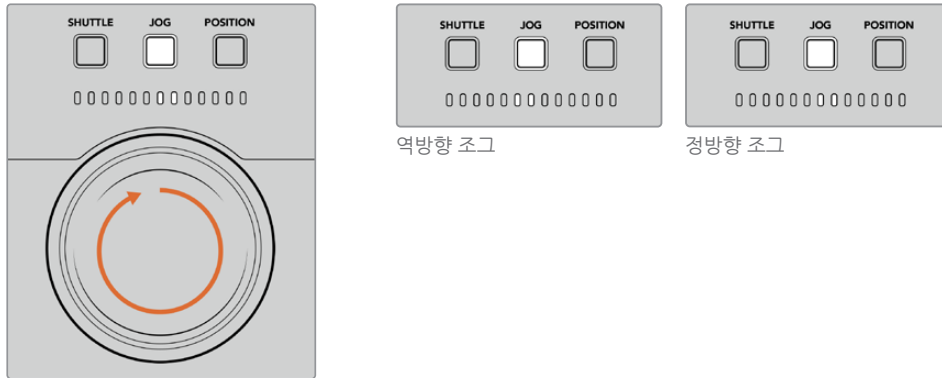 SHUTTLE JOG POSITION
SHUTTLE JOG POSITION
SHUTTLE JOG POSITION
역방향 조그
정방향 조그